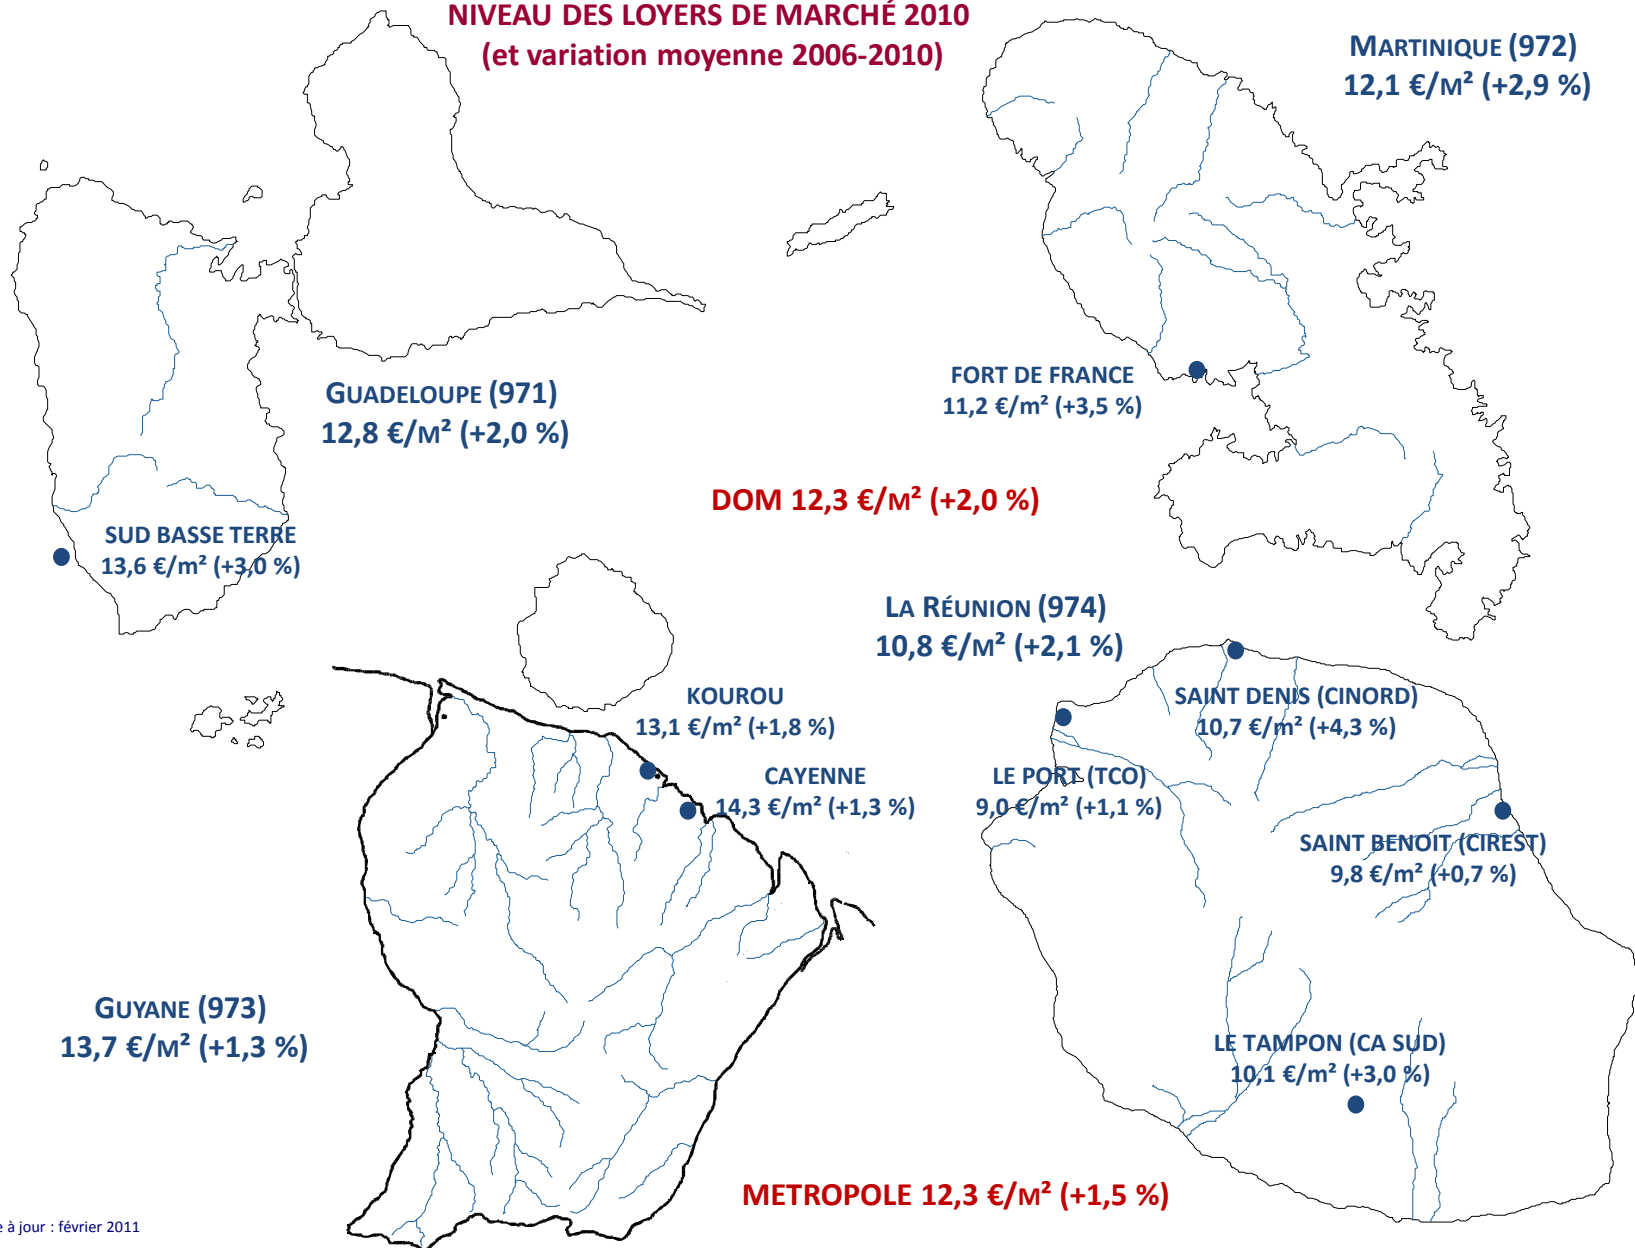 NIVEAU DES LOYERS DE MARCHÉ 2010
(et variation moyenne 2006-2010)
MARTINIQUE (972)
12,1 €/M² (+2,9 %)
FORT DE FRANCE
11,2 €/m² (+3,5 %)
GUADELOUPE (971)
12,8 €/M² (+2,0 %)
DOM 12,3 €/M² (+2,0 %)
SUD BASSE TERRE
13,6 €/m² (+3,0 %)
LA RÉUNION (974)
10,8 €/M² (+2,1 %)
KOUROU
13,1 €/m² (+1,8 %)
SAINT DENIS (CINORD)
10,7 €/m² (+4,3 %)
CAYENNE
14,3 €/m² (+1,3 %)
LE PORT (TCO)
9,0 €/m² (+1,1 %)
SAINT BENOIT (CIREST)
9,8 €/m² (+0,7 %)
GUYANE (973)
13,7 €/M² (+1,3 %)
LE TAMPON (CA SUD)
10,1 €/m² (+3,0 %)
METROPOLE 12,3 €/M² (+1,5 %)
e à jour : février 2011